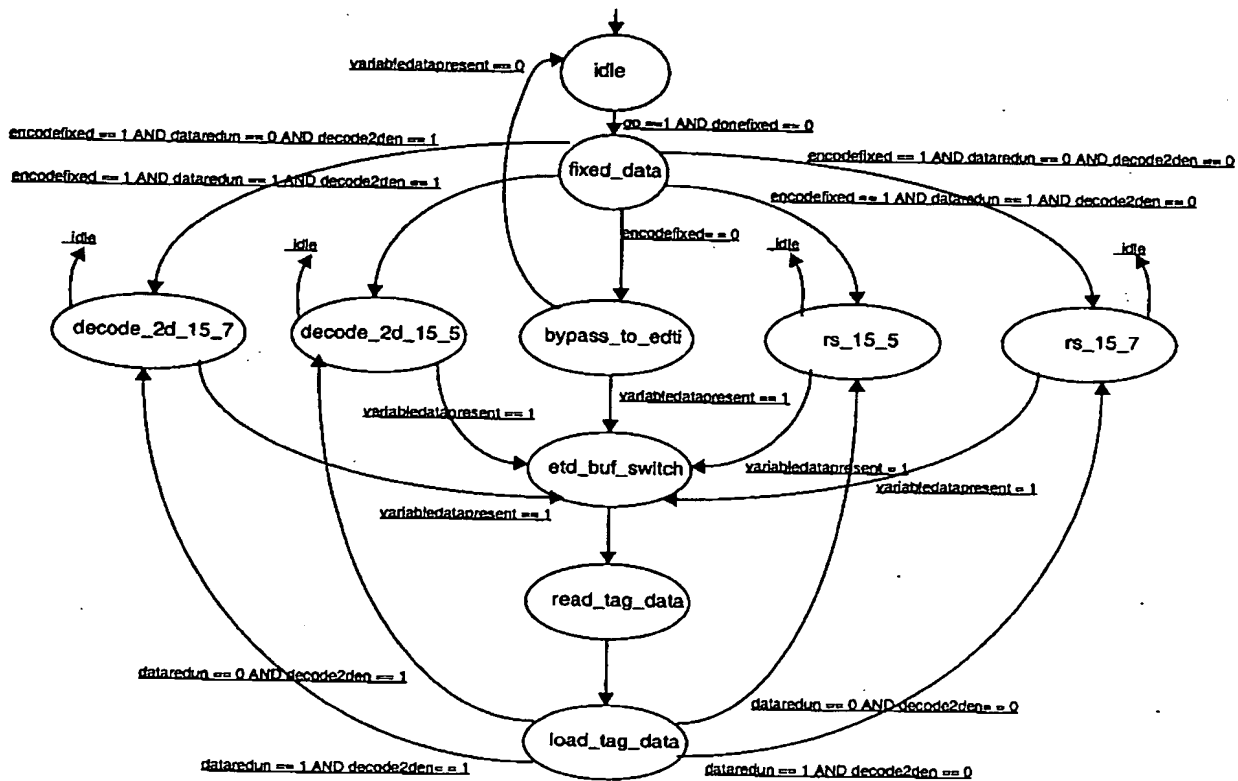 idle
variabledatapresent == 0
go ==1 AND donefixed == 0
encodefixed == 1 AND dataredun == 0 AND decode2den == 1
encodefixed == 1 AND dataredun == 0 AND decode2den == 0
fixed_data
encodefixed == 1 AND dataredun == 1 AND decode2den == 1
encodefixed == 1 AND dataredun == 1 AND decode2den == 0
idle
idle
encodefixed== 0
idle
idle
decode_2d_15_7
decode_2d_15_5
bypass_to_edti
rs_15_5
rs_15_7
variabledatapresent == 1
variabledatapresent == 1
etd_buf_switch
variabledatapresent = 1
variabledatapresent = 1
variabledatapresent == 1
read_tag_data
dataredun == 0 AND decode2den == 1
dataredun == 0 AND decode2den= = 0
load_tag_data
dataredun == 1 AND decode2den= = 1
dataredun == 1 AND decode2den == 0